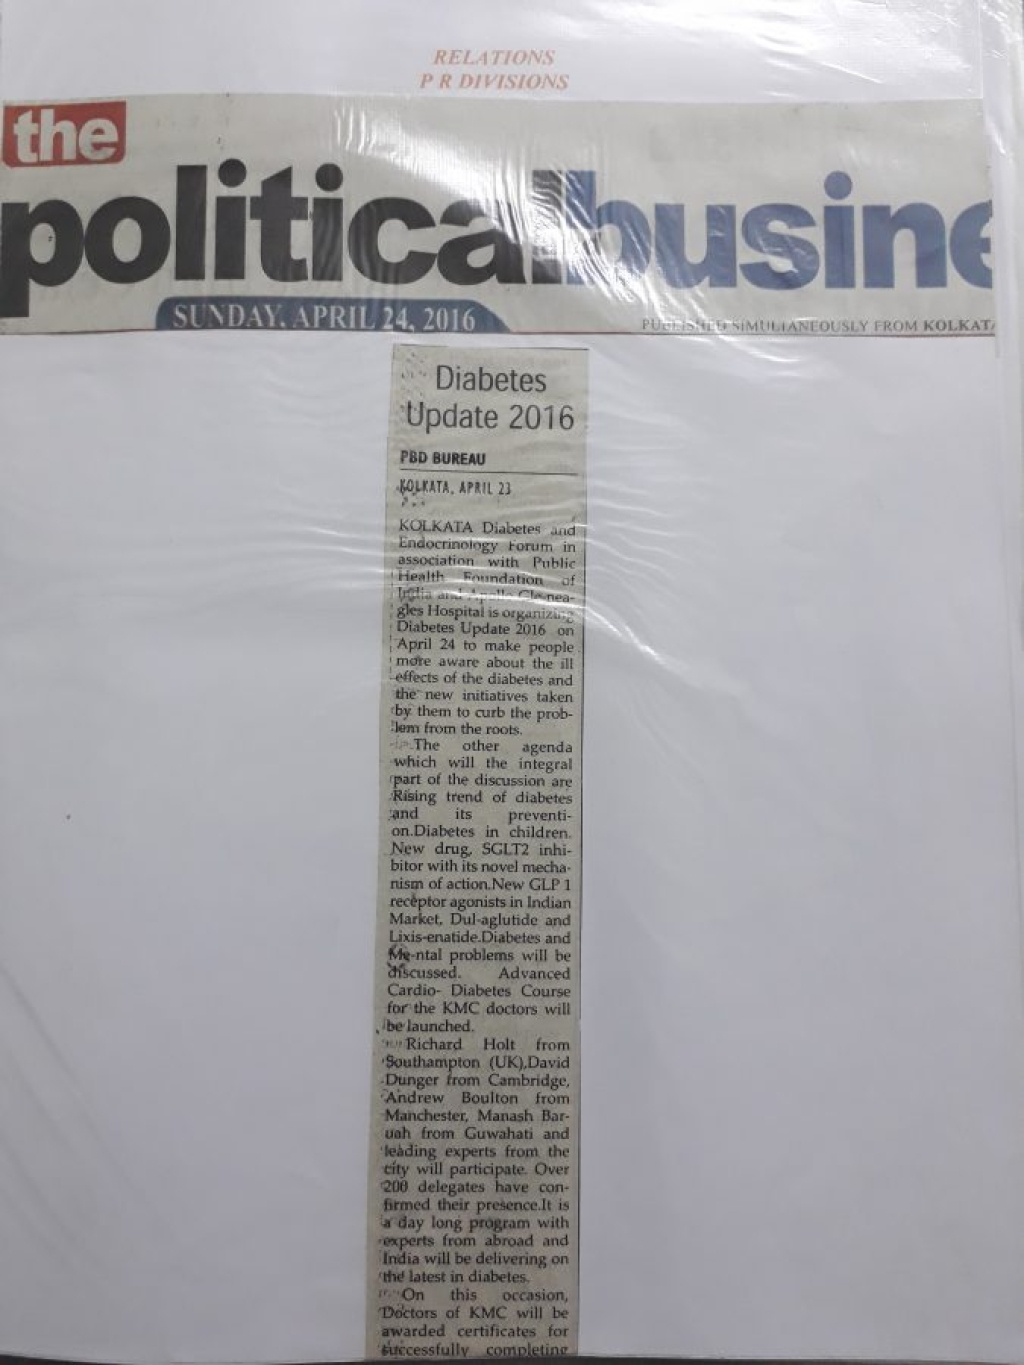 RELATIONS
P R DIVISIONS
the
politicalbusine
SUNDAY, APRIL 24, 2016
PUBLISHED SIMULTANEOUSLY FROM KOLKATA
Diabetes
Update 2016
PBD BUREAU
KOLKATA, APRIL 23
KOLKATA Diabetes and
Endocrinology Forum in
association with Public
Health Foundation of
India and Apollo Glenea-
gles Hospital is organizing
Diabetes Update 2016 on
April 24 to make people
more aware about the ill
effects of the diabetes and
the new initiatives taken
by them to curb the prob-
lem from the roots.
The other agenda
which will the integral
part of the discussion are
Rising trend of diabetes
and its preventi-
on.Diabetes in children.
New drug, SGLT2 inhi-
bitor with its novel mecha-
nism of action.New GLP 1
receptor agonists in Indian
Market, Dul-aglutide and
Lixis-enatide.Diabetes and
Me-ntal problems will be
discussed. Advanced
Cardio- Diabetes Course
for the KMC doctors will
be launched.
Richard Holt from
Southampton (UK),David
Dunger from Cambridge,
Andrew Boulton from
Manchester, Manash Bar-
uah from Guwahati and
leading experts from the
city will participate. Over
200 delegates have con-
firmed their presence.It is
a day long program with
experts from abroad and
India will be delivering on
the latest in diabetes.
On this occasion,
Doctors of KMC will be
awarded certificates for
successfully completing